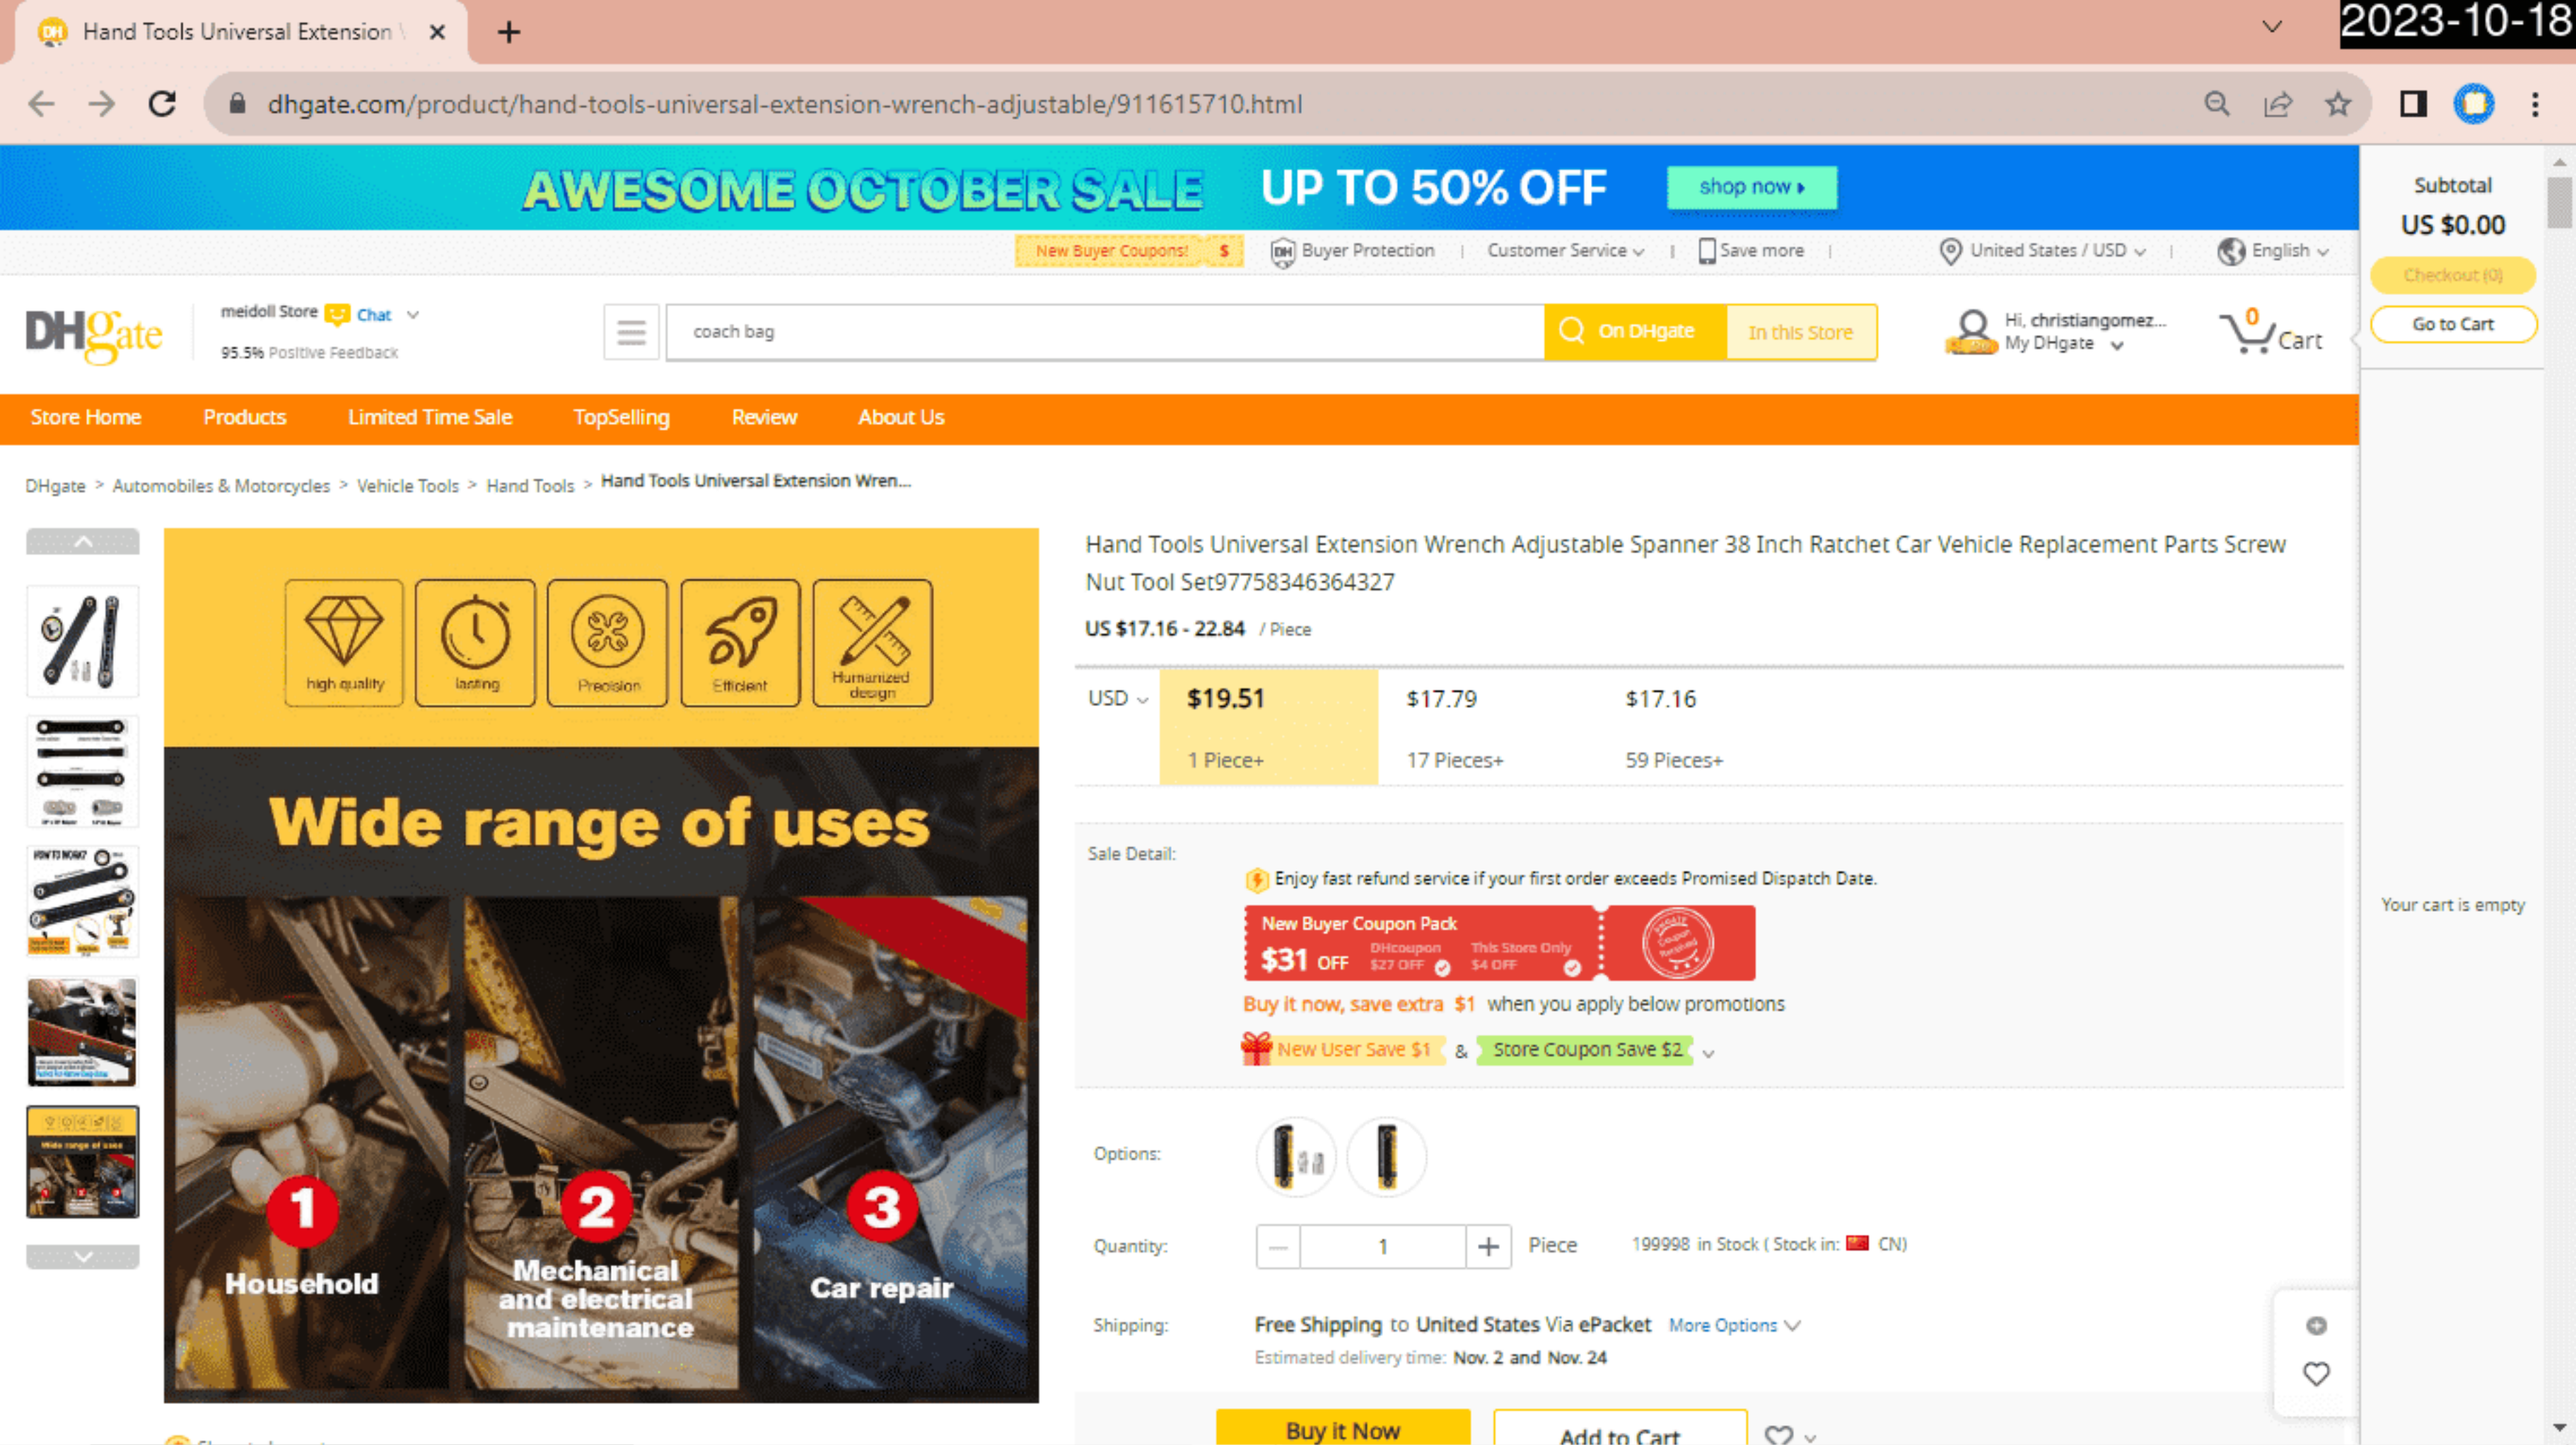 Hand Tools Universal Extension
2023-10-18
dhgate.com/product/hand-tools-universal-extension-wrench-adjustable/911615710.html
AWESOME OCTOBER SALE UP TO 50% OFF shop now
Subtotal
US $0.00
Checkout (0)
Go to Cart
New Buyer Coupons! $ DH Buyer Protection | Customer Service | Save more | United States / USD | English
DHgate
meidoll Store Chat
95.5% Positive Feedback
coach bag On DHgate In this Store
Hi, christiangomez...
My DHgate
0
Cart
Store Home Products Limited Time Sale TopSelling Review About Us
DHgate > Automobiles & Motorcycles > Vehicle Tools > Hand Tools > Hand Tools Universal Extension Wren...
high quality lasting Precision Efficient Humanized design
Wide range of uses
1 Household
2 Mechanical
and electrical
maintenance
3 Car repair
HOW TO WORK?
Wide range of uses
Hand Tools Universal Extension Wrench Adjustable Spanner 38 Inch Ratchet Car Vehicle Replacement Parts Screw
Nut Tool Set97758346364327
US $17.16 - 22.84 / Piece
USD $19.51 $17.79 $17.16
1 Piece+ 17 Pieces+ 59 Pieces+
Sale Detail:
Enjoy fast refund service if your first order exceeds Promised Dispatch Date.
New Buyer Coupon Pack
$31 OFF
DHcoupon
$27 OFF
This Store Only
$4 OFF
Coupon
Received
Buy it now, save extra $1 when you apply below promotions
New User Save $1 & Store Coupon Save $2
Your cart is empty
Options:
Quantity: 1 Piece 199998 in Stock ( Stock in: CN)
Shipping: Free Shipping to United States Via ePacket More Options
Estimated delivery time: Nov. 2 and Nov. 24
Buy it Now Add to Cart